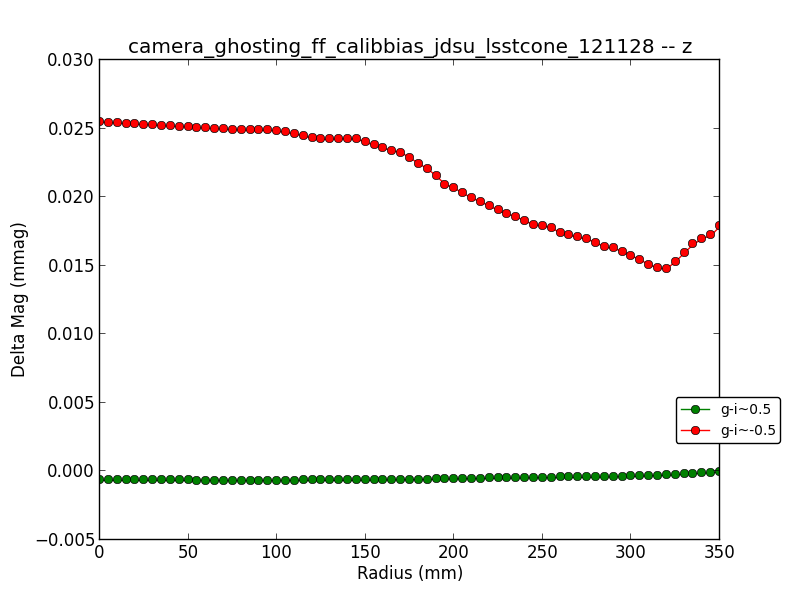 camera_ghosting_ff_calibbias_jdsu_lsstcone_121128 -- z
0.030
0.025
0.020
0.015
0.010
0.005
0.000
−0.005
Delta Mag (mmag)
g-i~0.5
g-i~-0.5
0 50 100 150 200 250 300 350
Radius (mm)